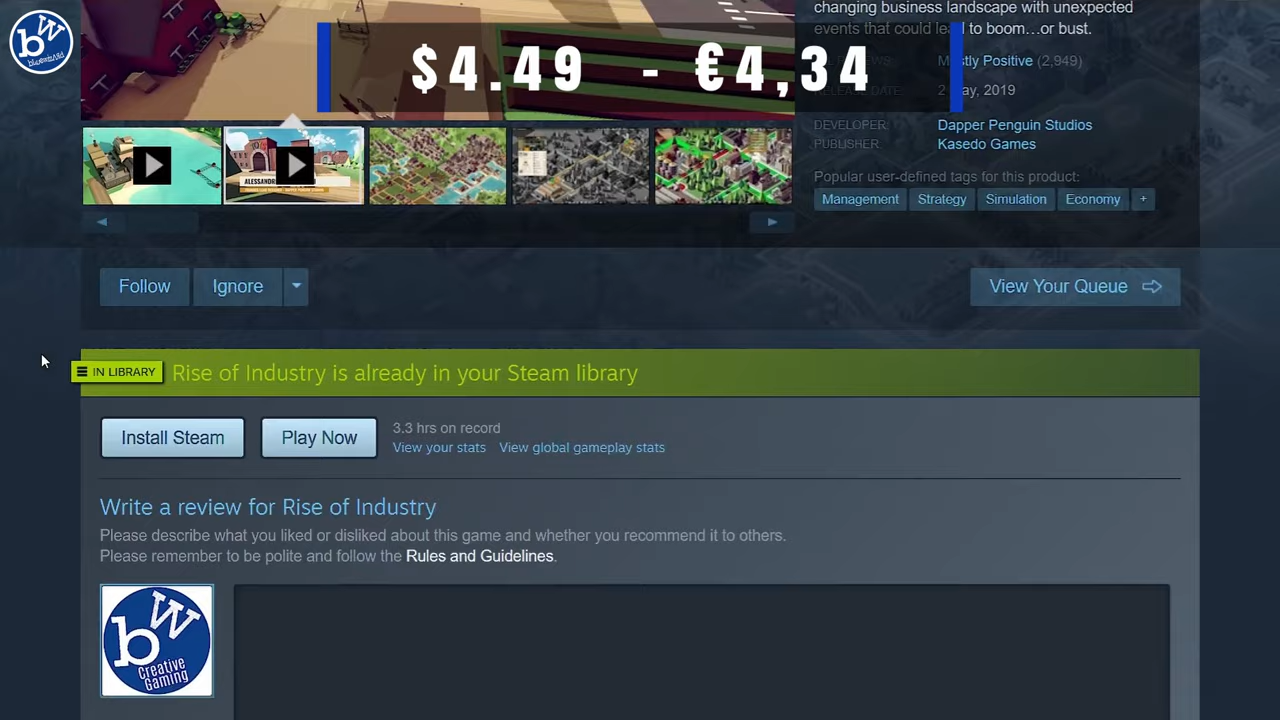 bW
changing business landscape with unexpected
events that could lead to boom…or bust.
$4.49 - €4,34
Mostly Positive (2,949)
2 May, 2019
DEVELOPER: Dapper Penguin Studios
PUBLISHER: Kasedo Games
Popular user-defined tags for this product:
Management Strategy Simulation Economy +
Follow Ignore View Your Queue
IN LIBRARY Rise of Industry is already in your Steam library
Install Steam Play Now 3.3 hrs on record
View your stats View global gameplay stats
Write a review for Rise of Industry
Please describe what you liked or disliked about this game and whether you recommend it to others.
Please remember to be polite and follow the Rules and Guidelines.
bW
Creative
Gaming